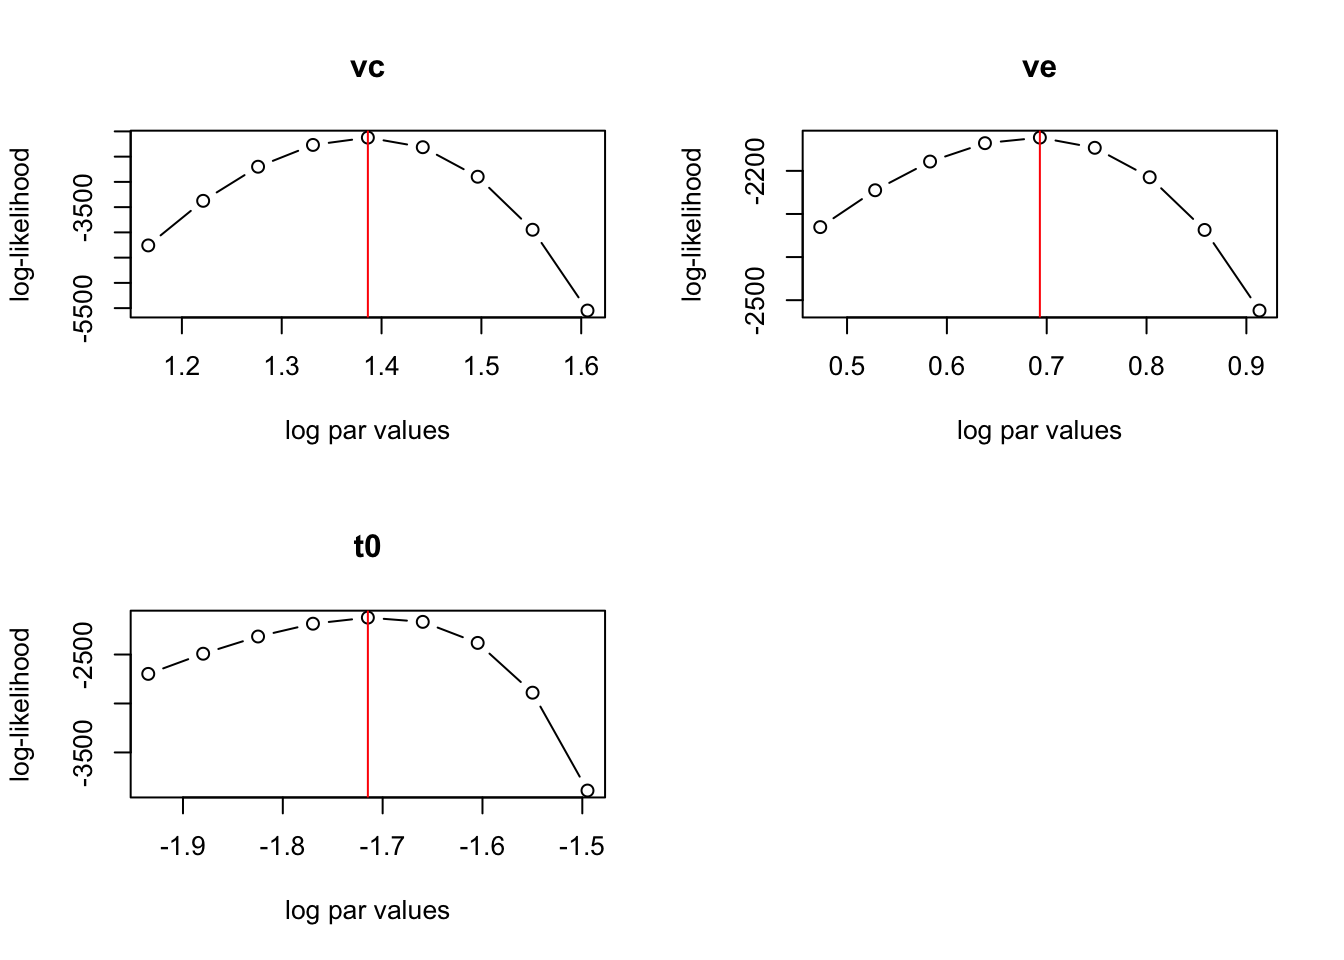 vc
log-likelihood
-3500
-5500
1.2 1.3 1.4 1.5 1.6
log par values
ve
log-likelihood
-2200
-2500
0.5 0.6 0.7 0.8 0.9
log par values
t0
log-likelihood
-2500
-3500
-1.9 -1.8 -1.7 -1.6 -1.5
log par values